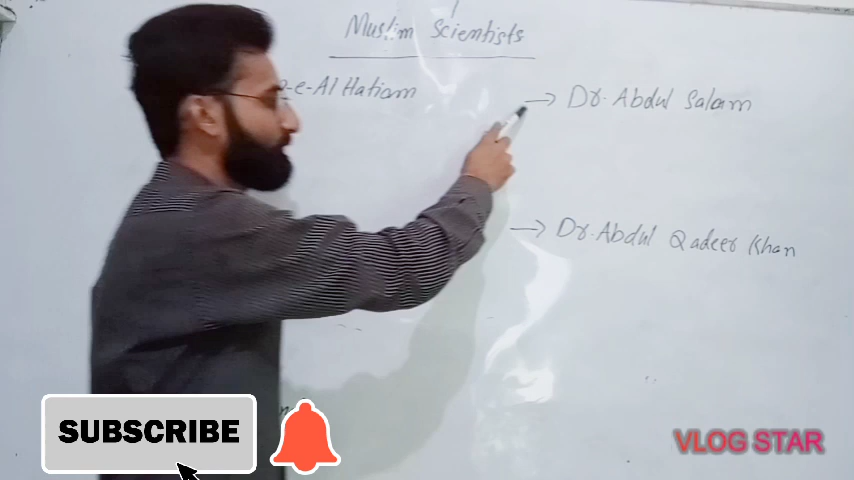 Muslim Scientists
-e-Al Hatiam
→ Dr. Abdul Salam
→ Dr. Abdul Qadeer Khan
SUBSCRIBE
VLOG STAR